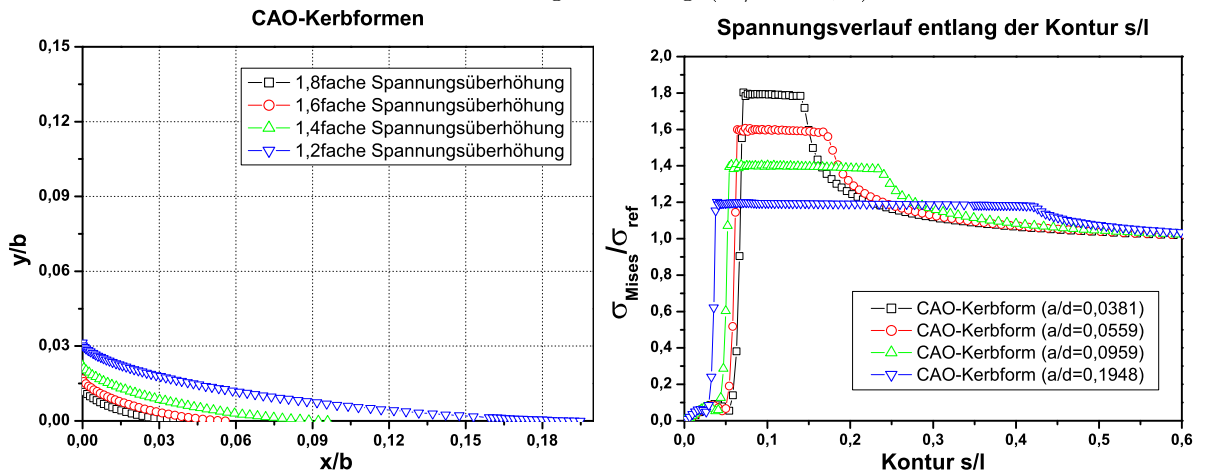 CAO-Kerbformen
0,15
0,12
0,09
0,06
0,03
0,00
y/b
1,8fache Spannungsüberhöhung
1,6fache Spannungsüberhöhung
1,4fache Spannungsüberhöhung
1,2fache Spannungsüberhöhung
0,00 0,03 0,06 0,09 0,12 0,15 0,18
x/b
Spannungsverlauf entlang der Kontur s/l
2,0
1,8
1,6
1,4
1,2
1,0
0,8
0,6
0,4
0,2
0,0
σMises/σref
CAO-Kerbform (a/d=0,0381)
CAO-Kerbform (a/d=0,0559)
CAO-Kerbform (a/d=0,0959)
CAO-Kerbform (a/d=0,1948)
0,0 0,1 0,2 0,3 0,4 0,5 0,6
Kontur s/l